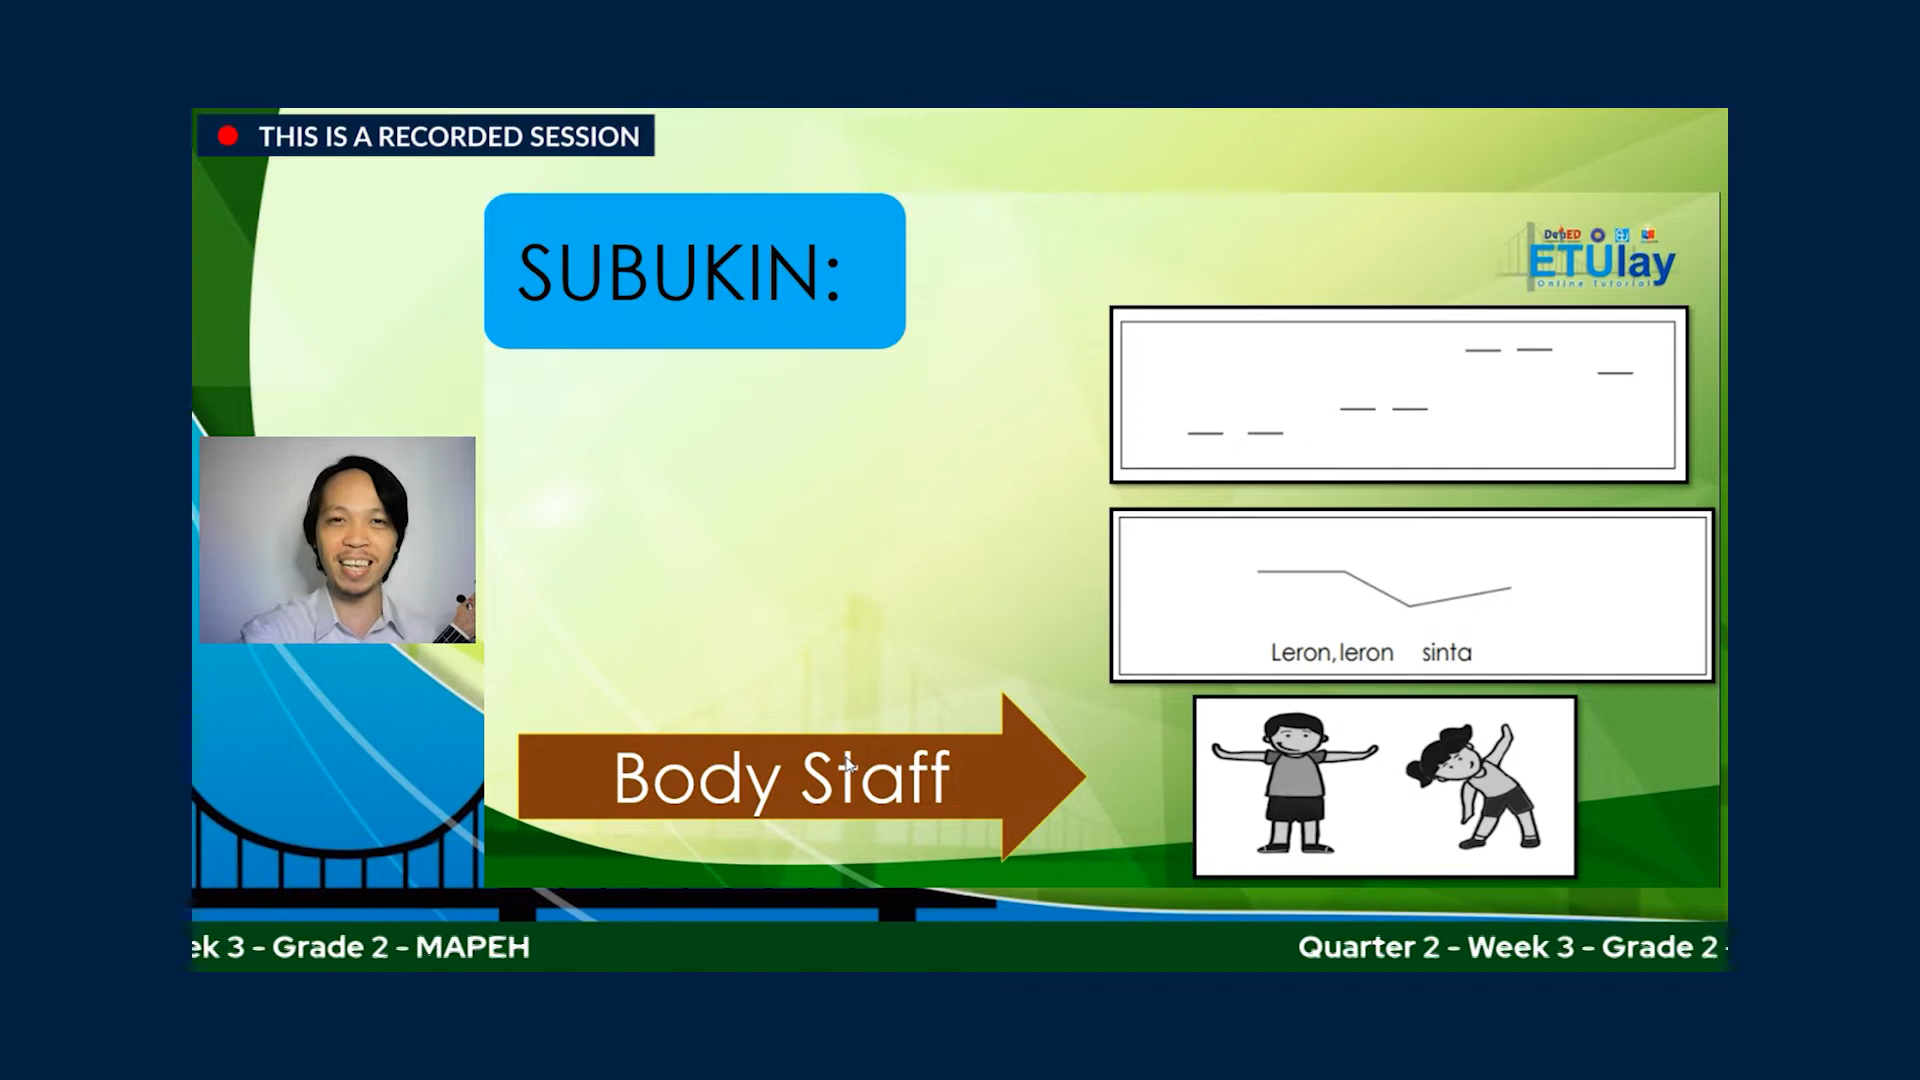 THIS IS A RECORDED SESSION
SUBUKIN:
DepED
ETUlay
Online Tutorial
Leron, leron sinta
Body Staff
ek 3 - Grade 2 - MAPEH
Quarter 2 - Week 3 - Grade 2 -